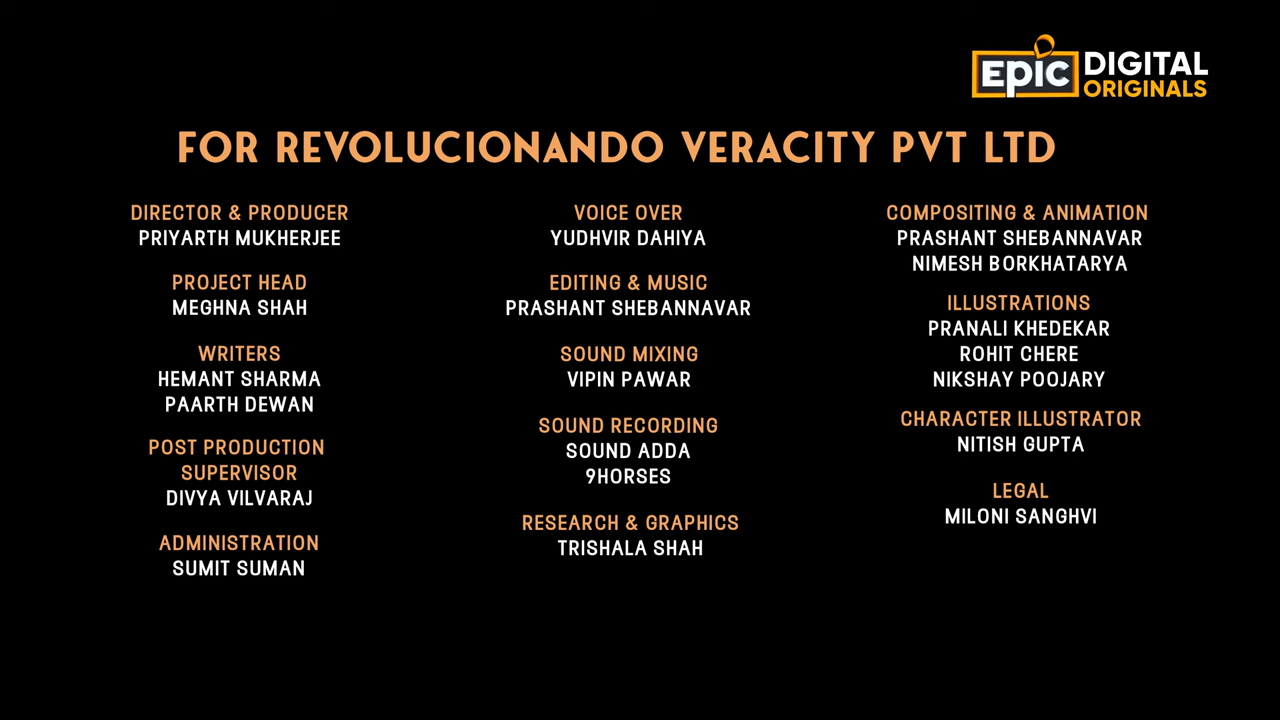 EPIC DIGITAL
ORIGINALS
FOR REVOLUCIONANDO VERACITY PVT LTD
DIRECTOR & PRODUCER
PRIYARTH MUKHERJEE
PROJECT HEAD
MEGHNA SHAH
WRITERS
HEMANT SHARMA
PAARTH DEWAN
POST PRODUCTION
SUPERVISOR
DIVYA VILVARAJ
ADMINISTRATION
SUMIT SUMAN
VOICE OVER
YUDHVIR DAHIYA
EDITING & MUSIC
PRASHANT SHEBANNAVAR
SOUND MIXING
VIPIN PAWAR
SOUND RECORDING
SOUND ADDA
9HORSES
RESEARCH & GRAPHICS
TRISHALA SHAH
COMPOSITING & ANIMATION
PRASHANT SHEBANNAVAR
NIMESH BORKHATARYA
ILLUSTRATIONS
PRANALI KHEDEKAR
ROHIT CHERE
NIKSHAY POOJARY
CHARACTER ILLUSTRATOR
NITISH GUPTA
LEGAL
MILONI SANGHVI